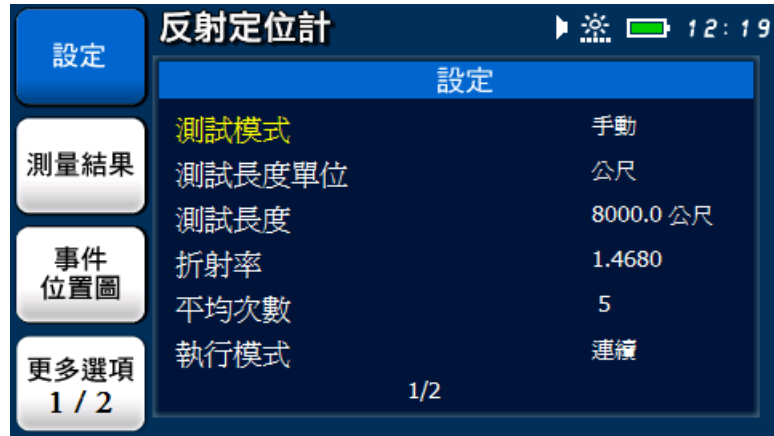 反射定位計 12:19
設定
測量結果
事件
位置圖
更多選項
1 / 2
設定
測試模式 手動
測試長度單位 公尺
測試長度 8000.0 公尺
折射率 1.4680
平均次數 5
執行模式 連續
1/2